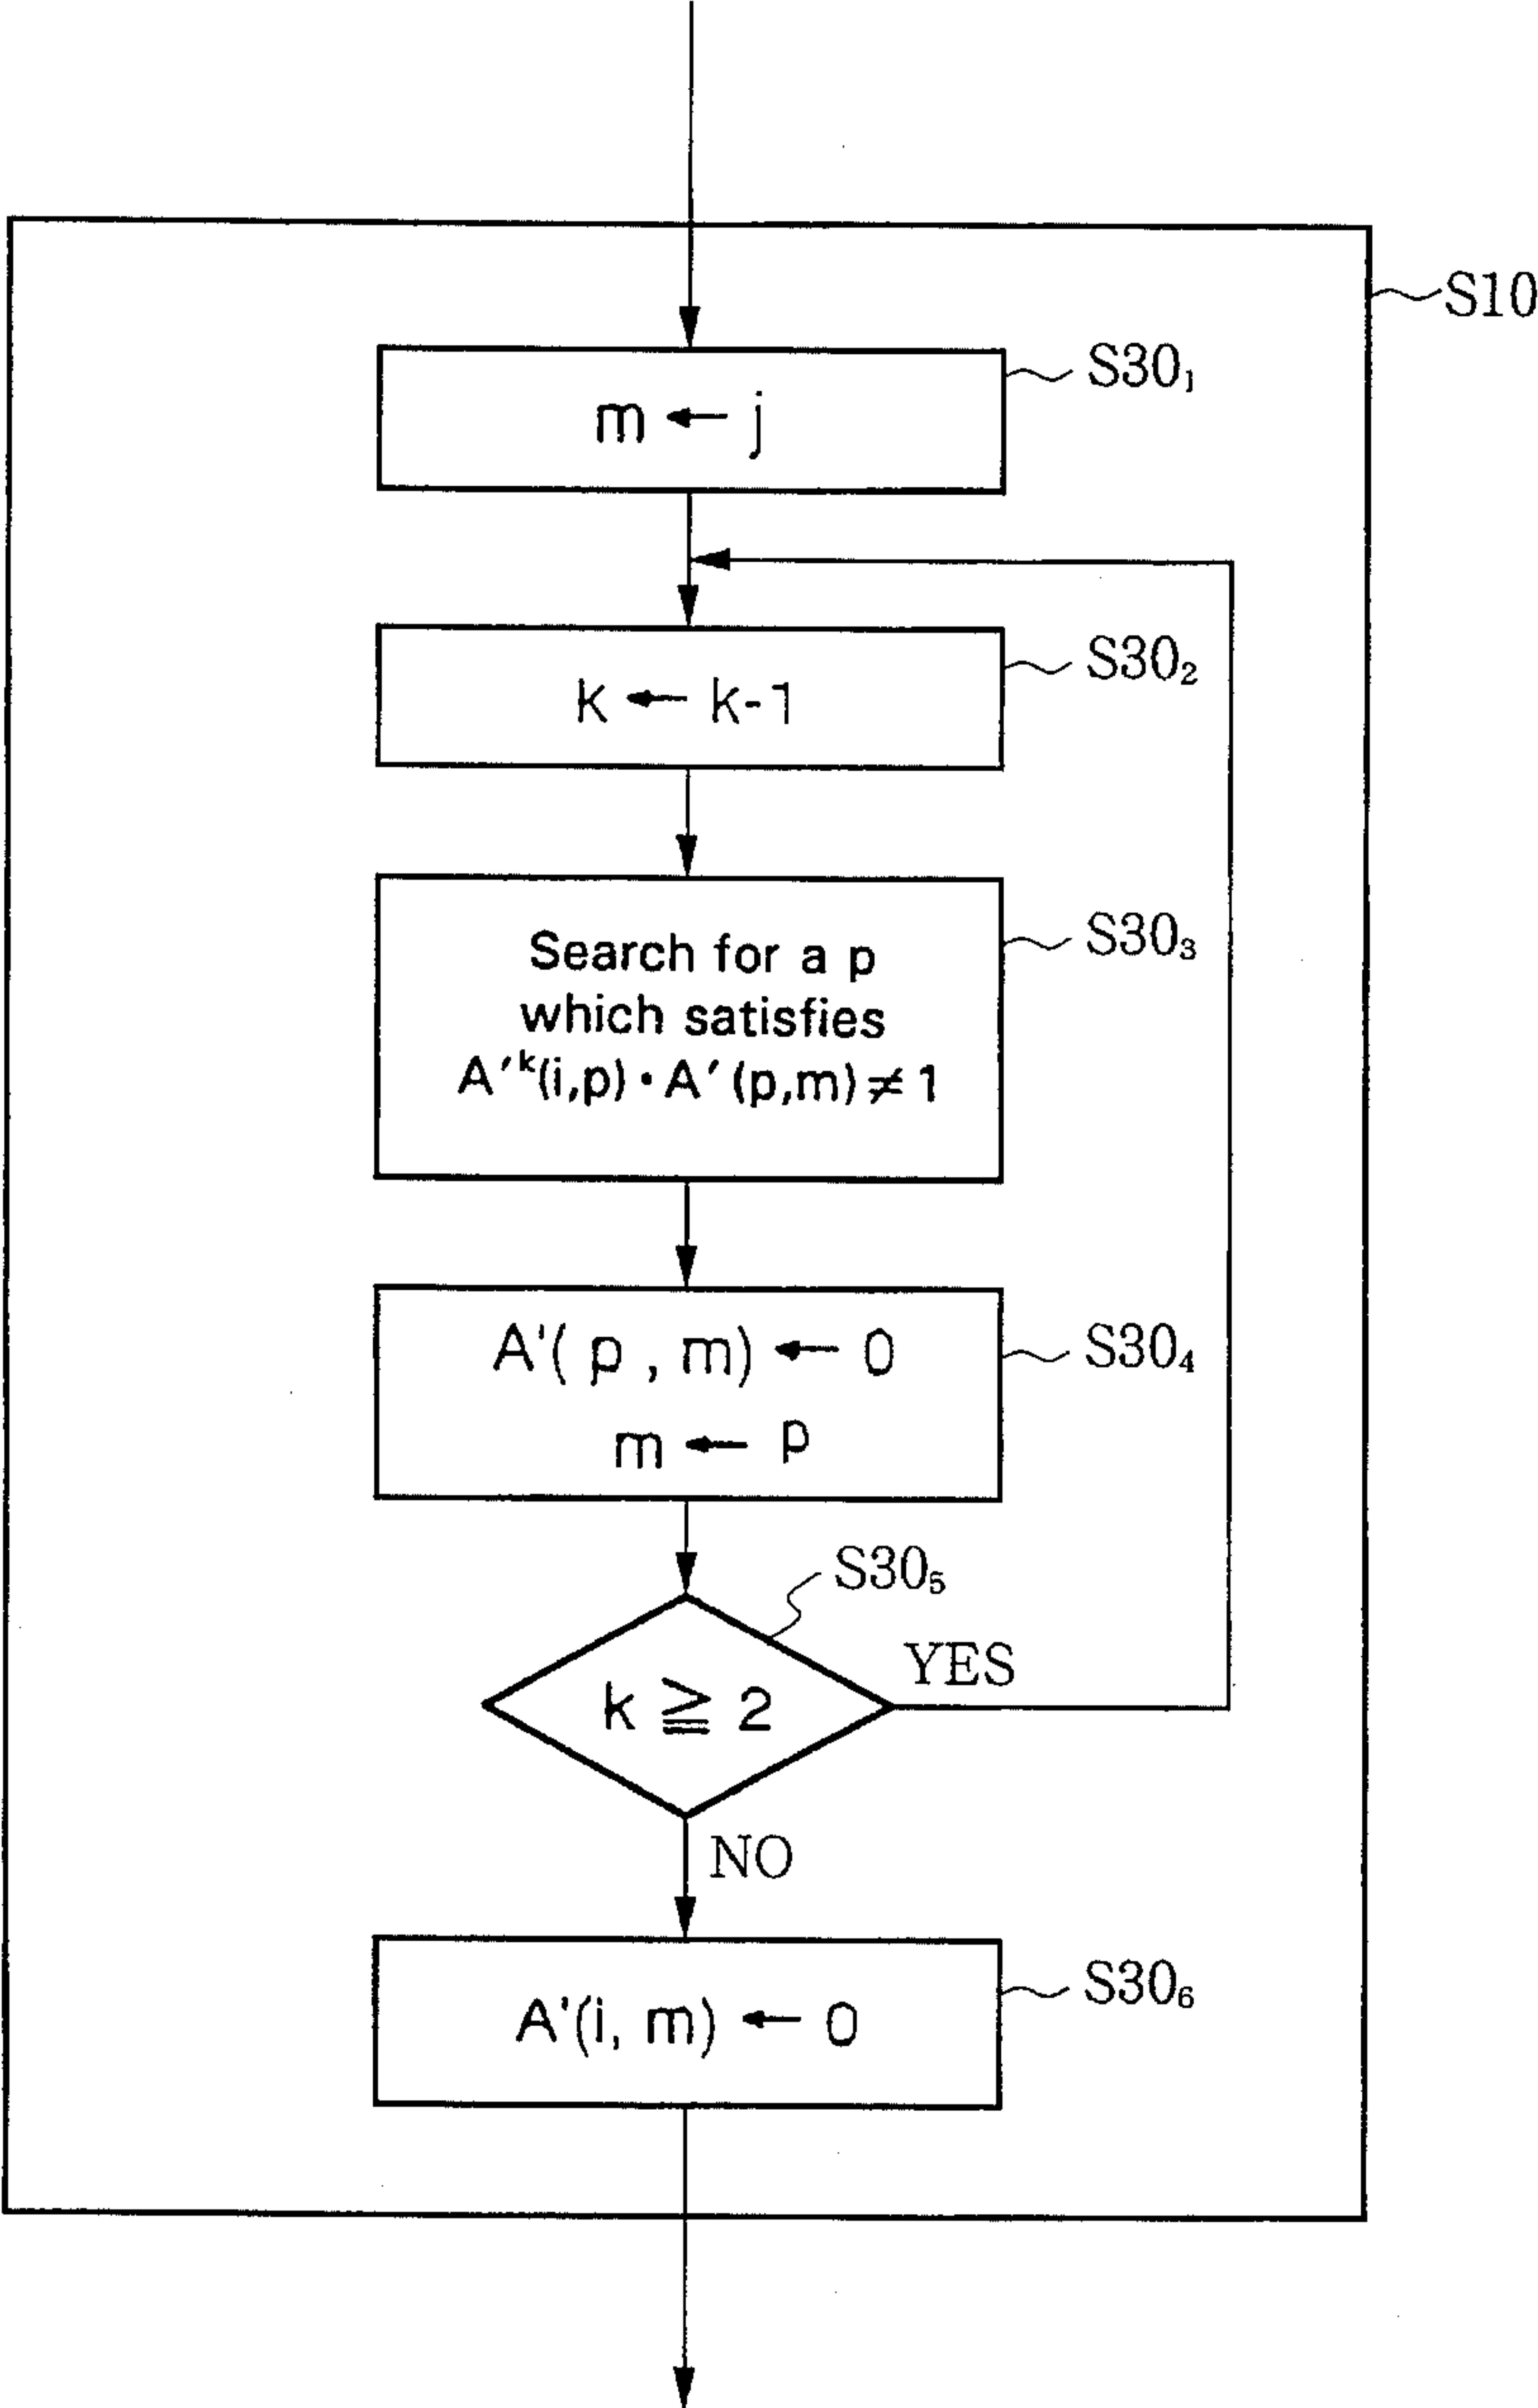 S10
S30₁
m ← j
S30₂
k ← k-1
S30₃
Search for a p
which satisfies
A′ᵏ(i,p)・A′(p,m)≠1
S30₄
A'( p , m) ← 0
m ← p
S30₅
k ≧ 2
YES
NO
S30₆
A'(i, m) ← 0